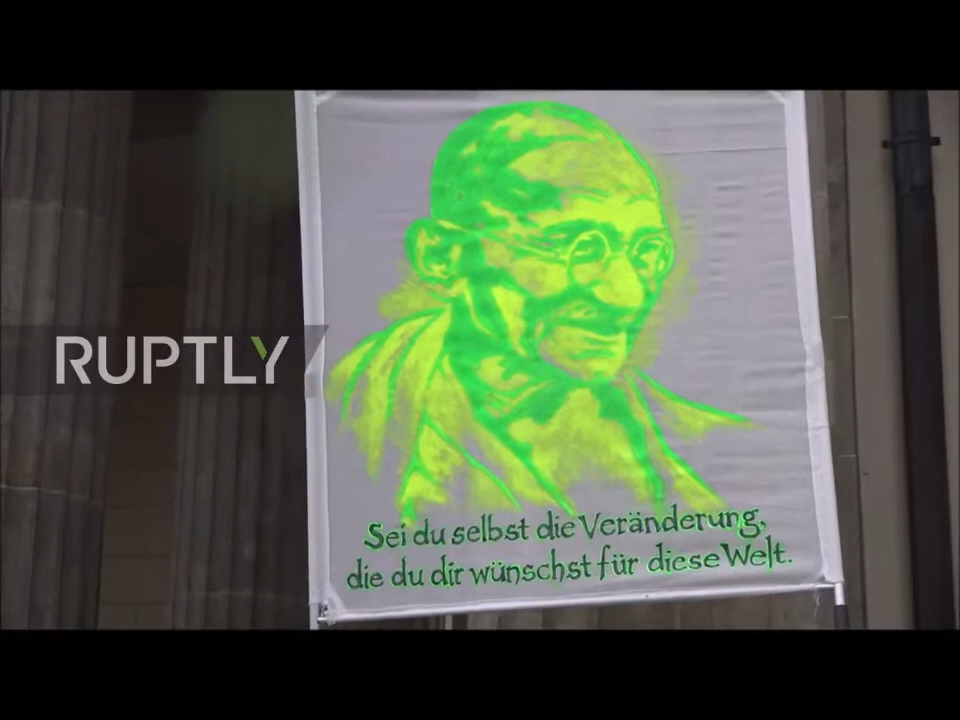 RUPTLY
Sei du selbst die Veränderung,
die du dir wünschst für diese Welt.